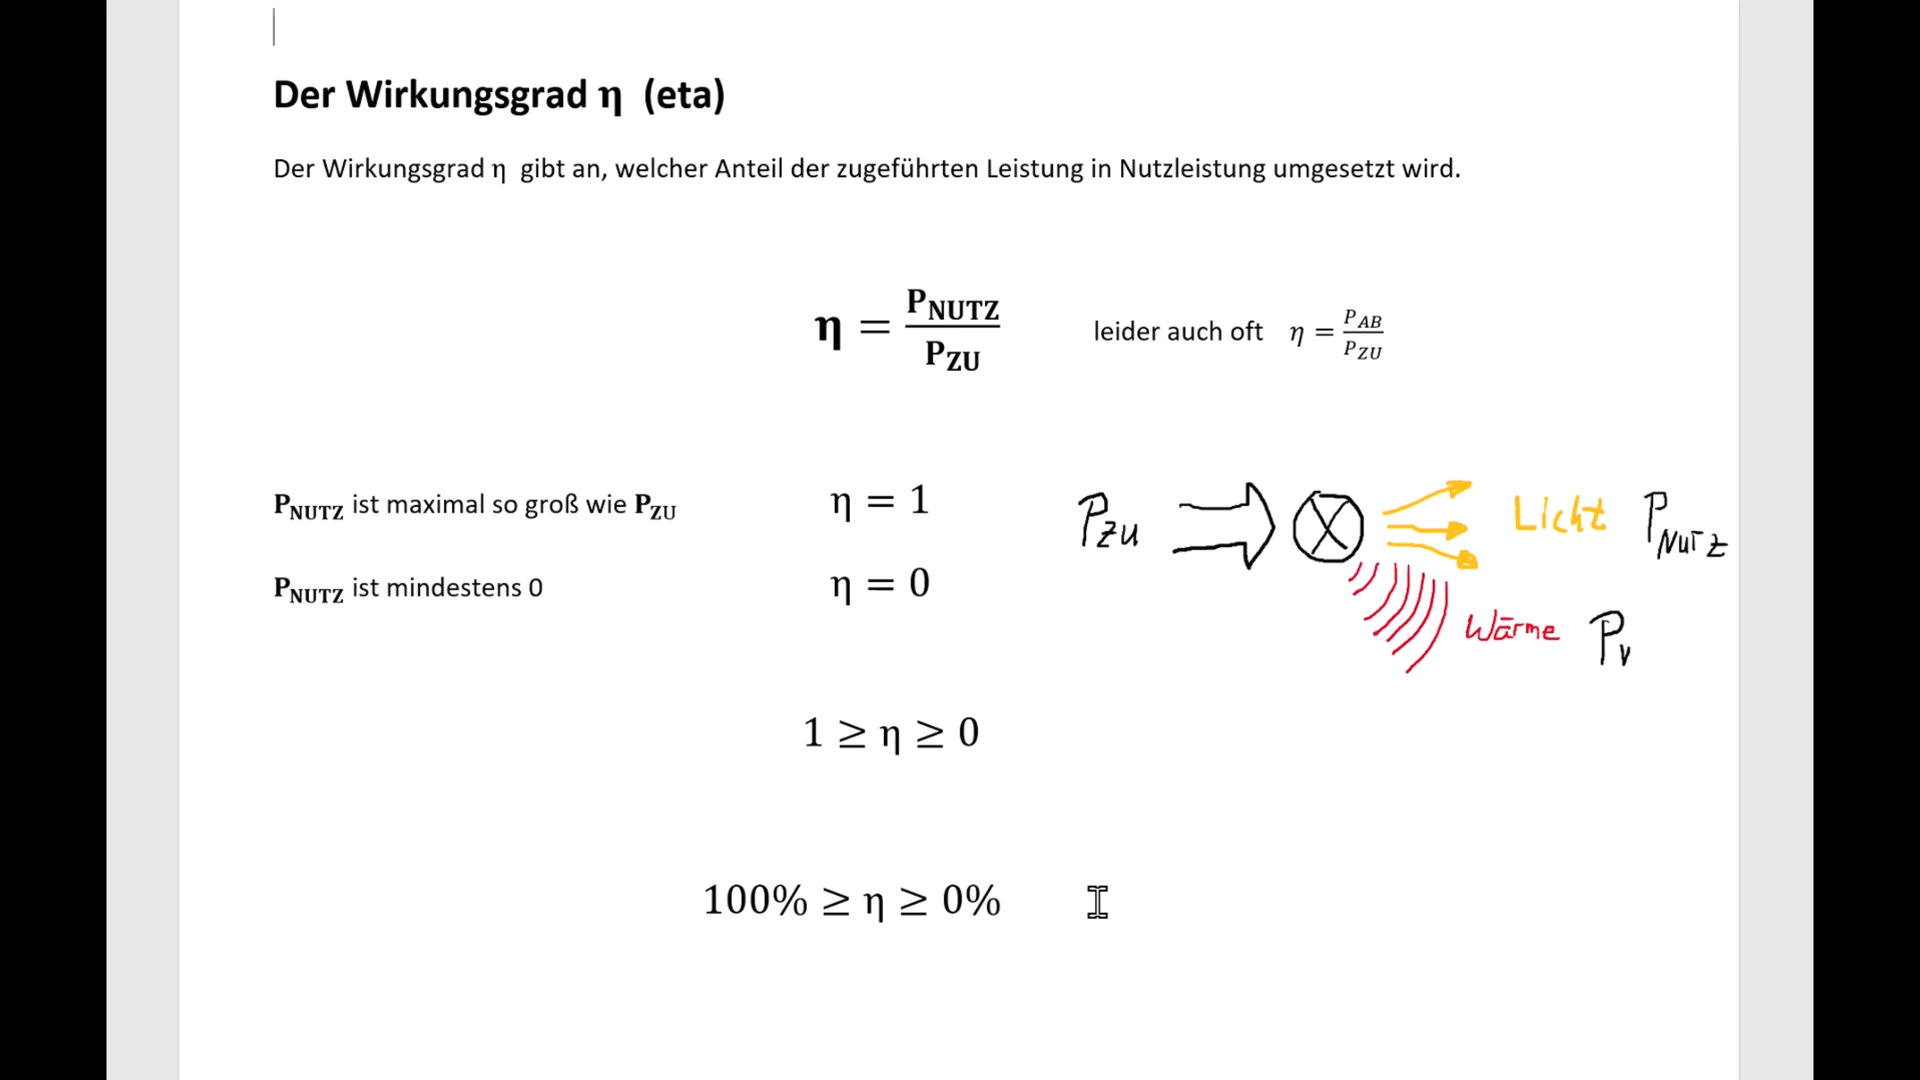 Der Wirkungsgrad η (eta)
Der Wirkungsgrad η gibt an, welcher Anteil der zugeführten Leistung in Nutzleistung umgesetzt wird.
η = P_NUTZ / P_ZU
leider auch oft η = P_AB / P_ZU
P_NUTZ ist maximal so groß wie P_ZU
η = 1
P_NUTZ ist mindestens 0
η = 0
P_zu
Licht P_Nutz
Wärme P_v
1 ≥ η ≥ 0
100% ≥ η ≥ 0%